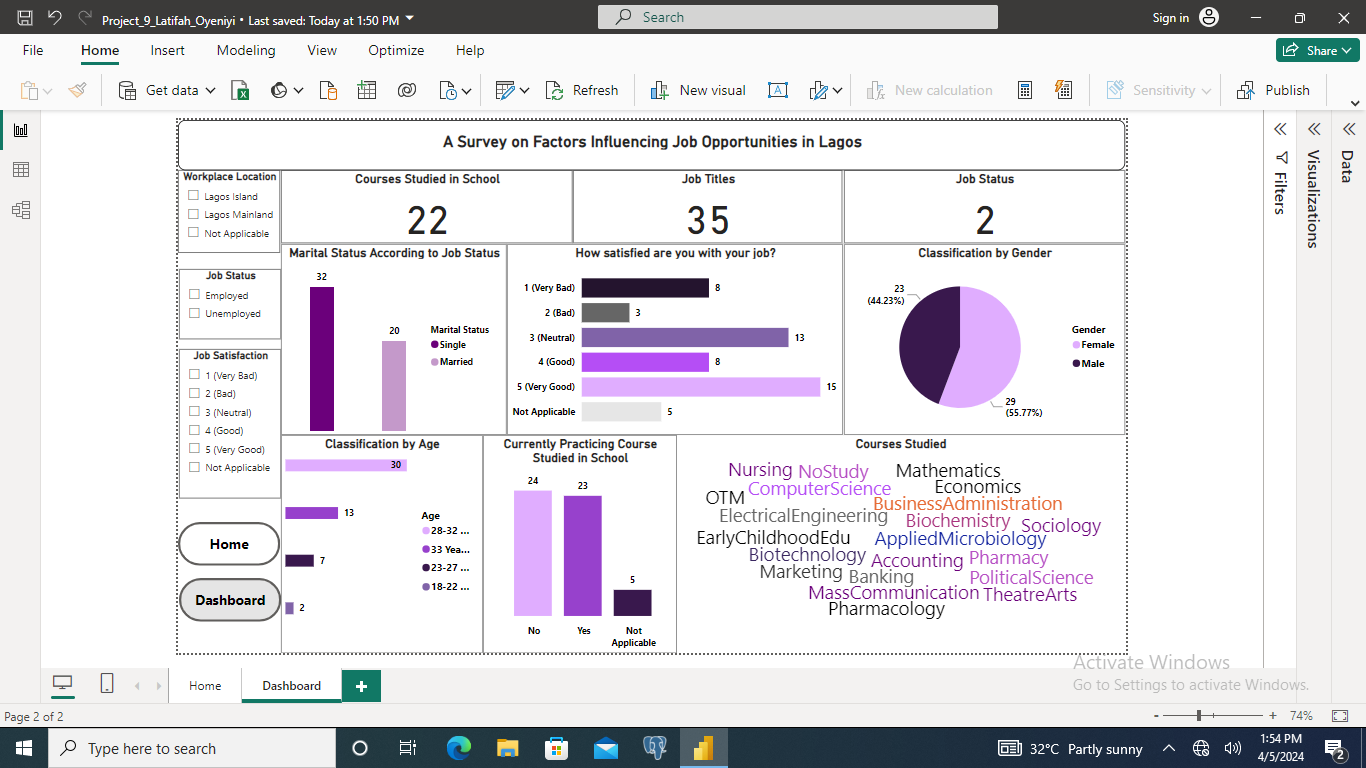 Project_9_Latifah_Oyeniyi • Last saved: Today at 1:50 PM
Search
Sign in
File Home Insert Modeling View Optimize Help
Share
Get data
Refresh
New visual
New calculation
Sensitivity
Publish
A Survey on Factors Influencing Job Opportunities in Lagos
Workplace Location
Lagos Island
Lagos Mainland
Not Applicable
Courses Studied in School
22
Job Titles
35
Job Status
2
Job Status
Employed
Unemployed
Job Satisfaction
1 (Very Bad)
2 (Bad)
3 (Neutral)
4 (Good)
5 (Very Good)
Not Applicable
Home
Dashboard
Marital Status According to Job Status
32
20
Marital Status
Single
Married
How satisfied are you with your job?
1 (Very Bad) 8
2 (Bad) 3
3 (Neutral) 13
4 (Good) 8
5 (Very Good) 15
Not Applicable 5
Classification by Gender
23
(44.23%)
29
(55.77%)
Gender
Female
Male
Classification by Age
30
13
7
2
Age
28-32 ...
33 Yea...
23-27 ...
18-22 ...
Currently Practicing Course
Studied in School
24
23
5
No
Yes
Not
Applicable
Courses Studied
Nursing NoStudy Mathematics
ComputerScience Economics
OTM BusinessAdministration
ElectricalEngineering Biochemistry Sociology
EarlyChildhoodEdu AppliedMicrobiology
Biotechnology Accounting Pharmacy
Marketing Banking PoliticalScience
MassCommunication TheatreArts
Pharmacology
Filters
Visualizations
Data
Activate Windows
Go to Settings to activate Windows.
Home
Dashboard
Page 2 of 2
- + 74%
Type here to search
32°C Partly sunny
1:54 PM
4/5/2024
2